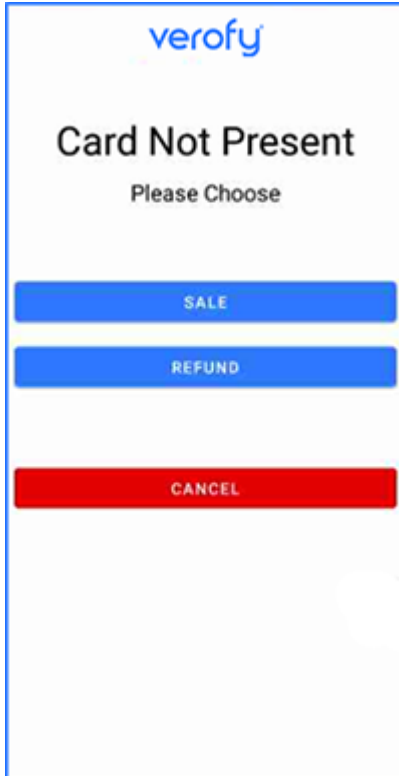 verofy
Card Not Present
Please Choose
SALE
REFUND
CANCEL